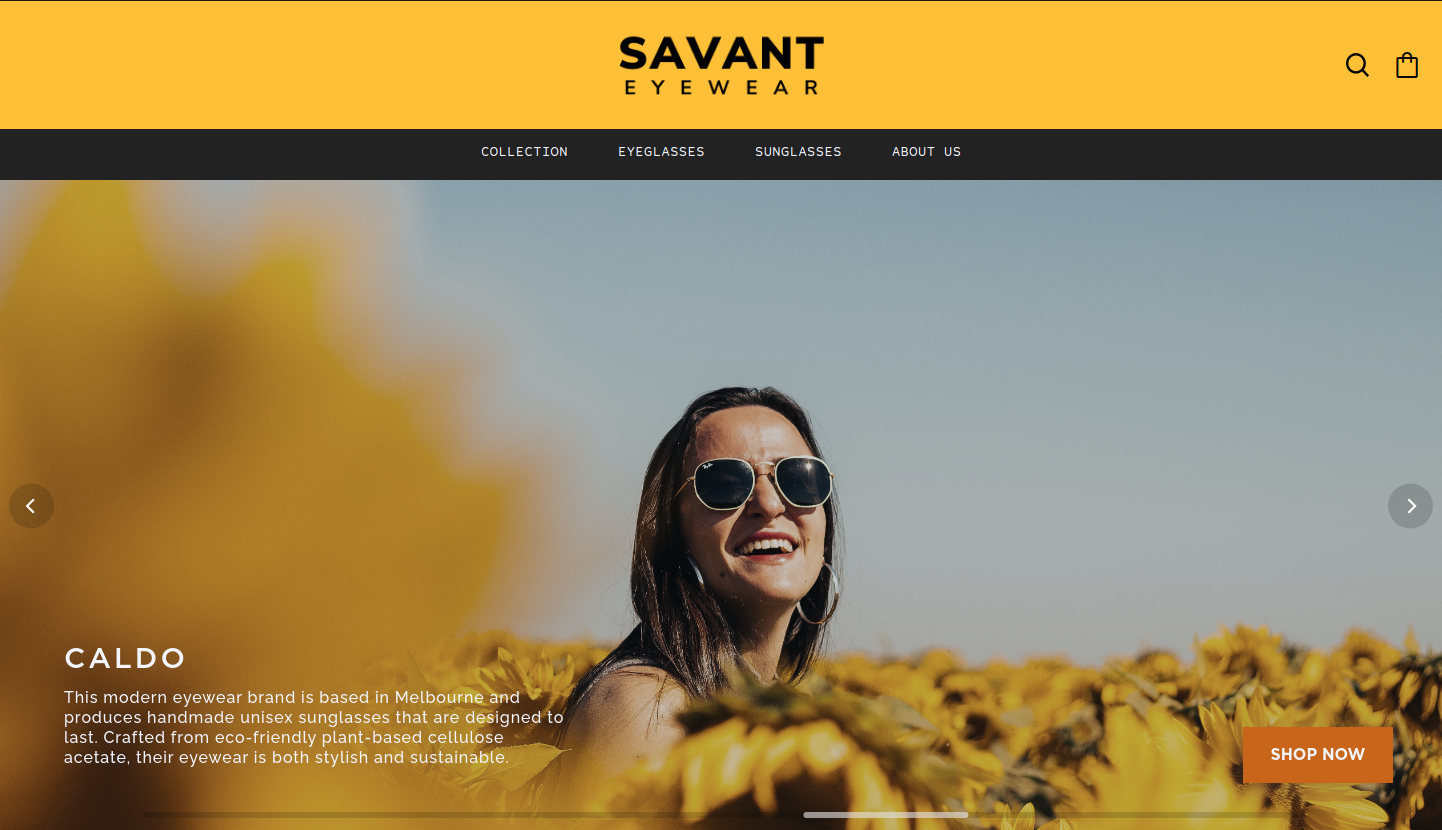 SAVANT
EYEWEAR
COLLECTION
EYEGLASSES
SUNGLASSES
ABOUT US
CALDO
This modern eyewear brand is based in Melbourne and
produces handmade unisex sunglasses that are designed to
last. Crafted from eco-friendly plant-based cellulose
acetate, their eyewear is both stylish and sustainable.
SHOP NOW